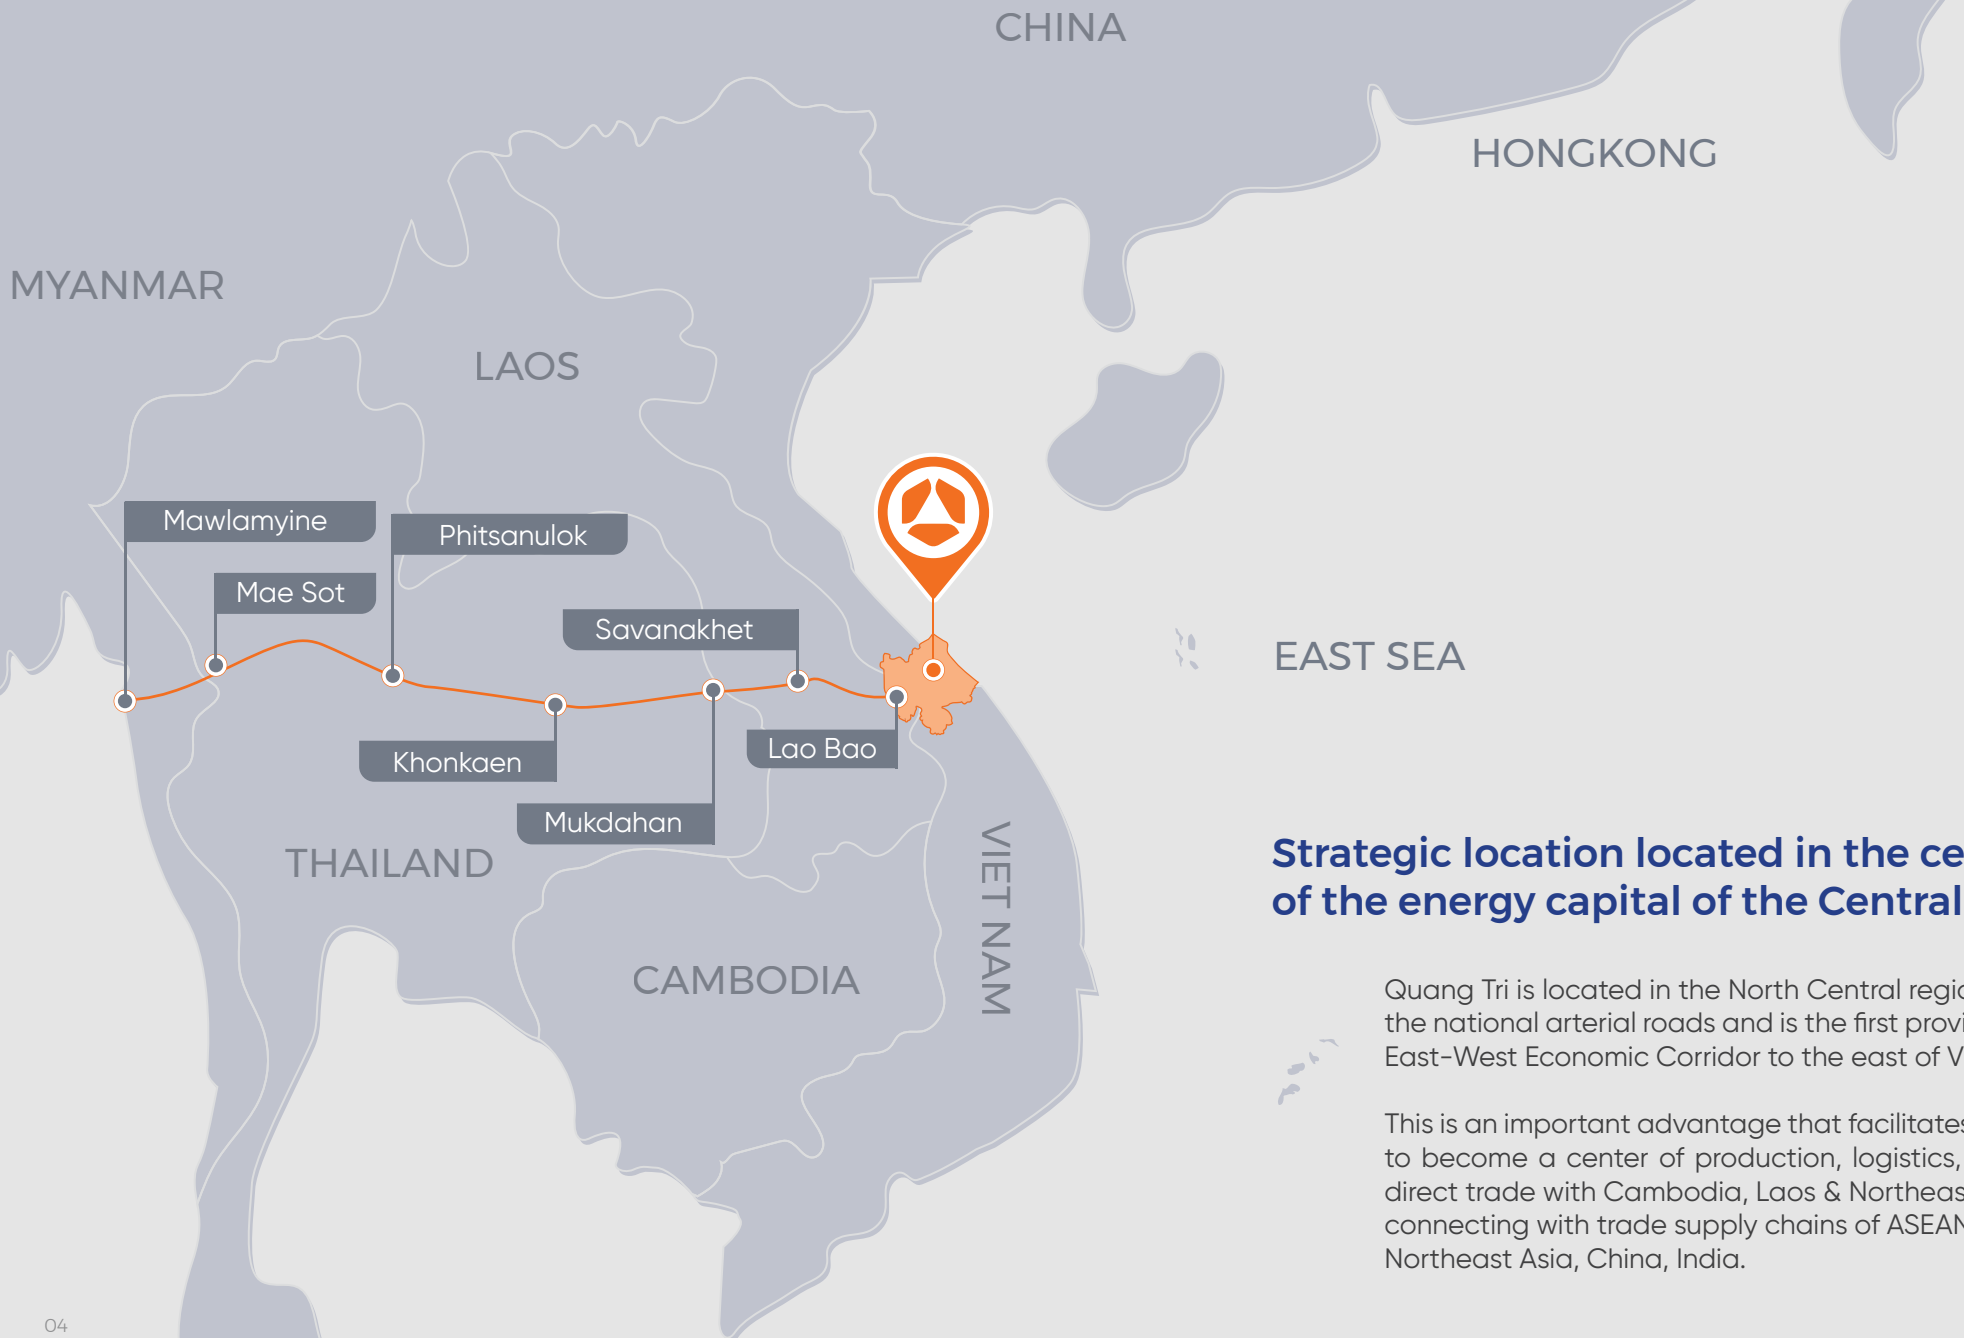 CHINA
HONGKONG
MYANMAR
LAOS
Mawlamyine
Phitsanulok
Mae Sot
Savanakhet
EAST SEA
Lao Bao
Khonkaen
Mukdahan
THAILAND
VIET NAM
CAMBODIA
Strategic location located in the
of the energy capital of the Central
Quang Tri is located in the North Central
the national arterial roads and is the first
East-West Economic Corridor to the east of
This is an important advantage that facilitates
to become a center of production, logistics,
direct trade with Cambodia, Laos &
connecting with trade supply chains of ASEAN
Northeast Asia, China, India.
04